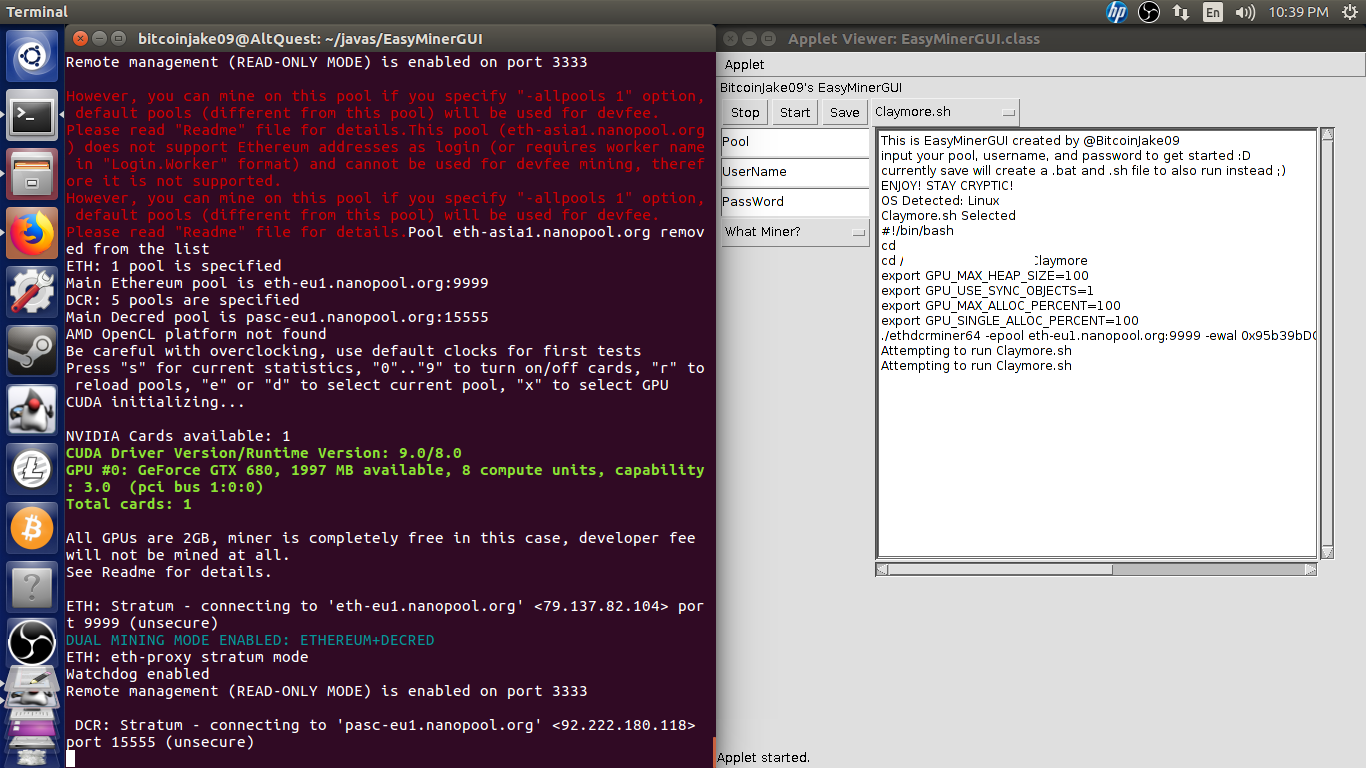 Terminal
En
10:39 PM
bitcoinjake09@AltQuest: ~/javas/EasyMinerGUI
Remote management (READ-ONLY MODE) is enabled on port 3333
However, you can mine on this pool if you specify "-allpools 1" option,
default pools (different from this pool) will be used for devfee.
Please read "Readme" file for details.This pool (eth-asia1.nanopool.org
) does not support Ethereum addresses as login (or requires worker name
in "Login.Worker" format) and cannot be used for devfee mining, theref
ore it is not supported.
However, you can mine on this pool if you specify "-allpools 1" option,
default pools (different from this pool) will be used for devfee.
Please read "Readme" file for details.Pool eth-asia1.nanopool.org remov
ed from the list
ETH: 1 pool is specified
Main Ethereum pool is eth-eu1.nanopool.org:9999
DCR: 5 pools are specified
Main Decred pool is pasc-eu1.nanopool.org:15555
AMD OpenCL platform not found
Be careful with overclocking, use default clocks for first tests
Press "s" for current statistics, "0".."9" to turn on/off cards, "r" to
reload pools, "e" or "d" to select current pool, "x" to select GPU
CUDA initializing...
NVIDIA Cards available: 1
CUDA Driver Version/Runtime Version: 9.0/8.0
GPU #0: GeForce GTX 680, 1997 MB available, 8 compute units, capability
: 3.0  (pci bus 1:0:0)
Total cards: 1
All GPUs are 2GB, miner is completely free in this case, developer fee
will not be mined at all.
See Readme for details.
ETH: Stratum - connecting to 'eth-eu1.nanopool.org' <79.137.82.104> por
t 9999 (unsecure)
DUAL MINING MODE ENABLED: ETHEREUM+DECRED
ETH: eth-proxy stratum mode
Watchdog enabled
Remote management (READ-ONLY MODE) is enabled on port 3333
DCR: Stratum - connecting to 'pasc-eu1.nanopool.org' <92.222.180.118>
port 15555 (unsecure)
Applet Viewer: EasyMinerGUI.class
Applet
BitcoinJake09's EasyMinerGUI
Stop
Start
Save
Claymore.sh
Pool
UserName
PassWord
What Miner?
This is EasyMinerGUI created by @BitcoinJake09
input your pool, username, and password to get started :D
currently save will create a .bat and .sh file to also run instead ;)
ENJOY! STAY CRYPTIC!
OS Detected: Linux
Claymore.sh Selected
#!/bin/bash
cd
cd / Claymore
export GPU_MAX_HEAP_SIZE=100
export GPU_USE_SYNC_OBJECTS=1
export GPU_MAX_ALLOC_PERCENT=100
export GPU_SINGLE_ALLOC_PERCENT=100
./ethdcrminer64 -epool eth-eu1.nanopool.org:9999 -ewal 0x95b39bD
Attempting to run Claymore.sh
Attempting to run Claymore.sh
Applet started.